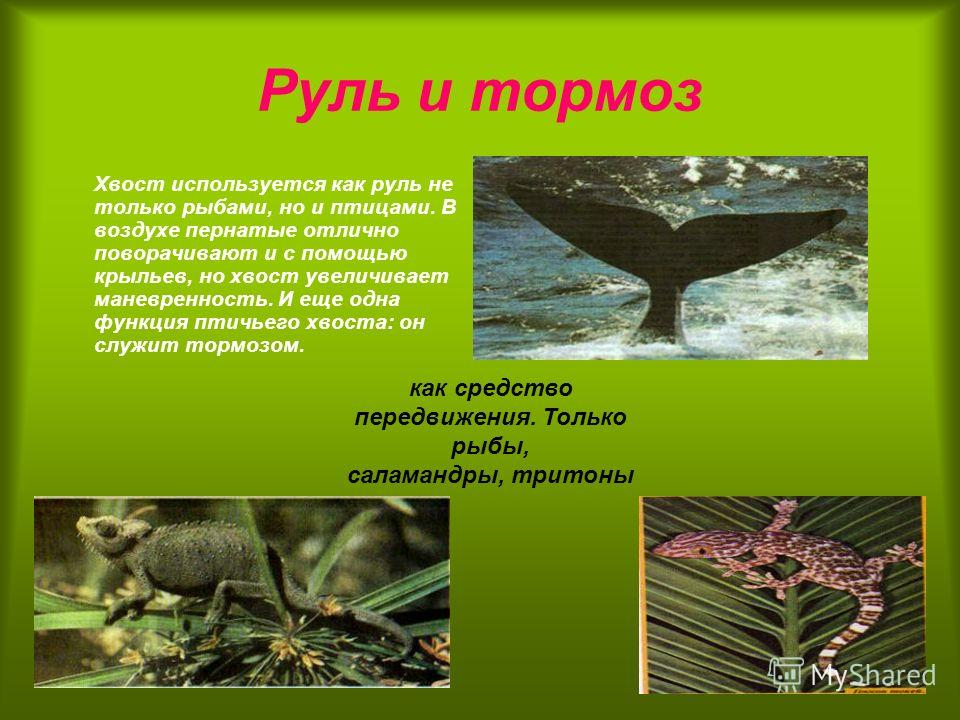 Руль и тормоз
Хвост используется как руль не
только рыбами, но и птицами. В
воздухе пернатые отлично
поворачивают и с помощью
крыльев, но хвост увеличивает
маневренность. И еще одна
функция птичьего хвоста: он
служит тормозом.
как средство
передвижения. Только
рыбы,
саламандры, тритоны
MyShared